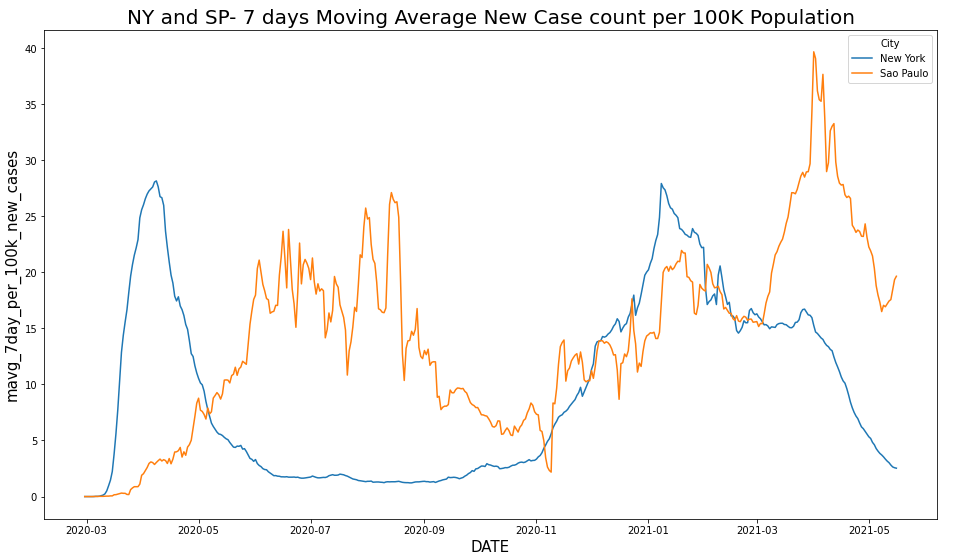 NY and SP- 7 days Moving Average New Case count per 100K Population
City
New York
Sao Paulo
mavg_7day_per_100k_new_cases
40
35
30
25
20
15
10
5
0
2020-03 2020-05 2020-07 2020-09 2020-11 2021-01 2021-03 2021-05
DATE